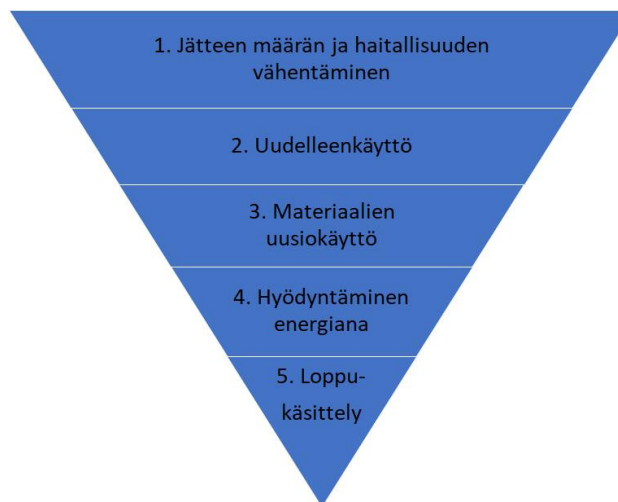 1. Jätteen määrän ja haitallisuuden
vähentäminen
2. Uudelleenkäyttö
3. Materiaalien
uusiokäyttö
4. Hyödyntäminen
energiana
5. Loppu-
käsittely